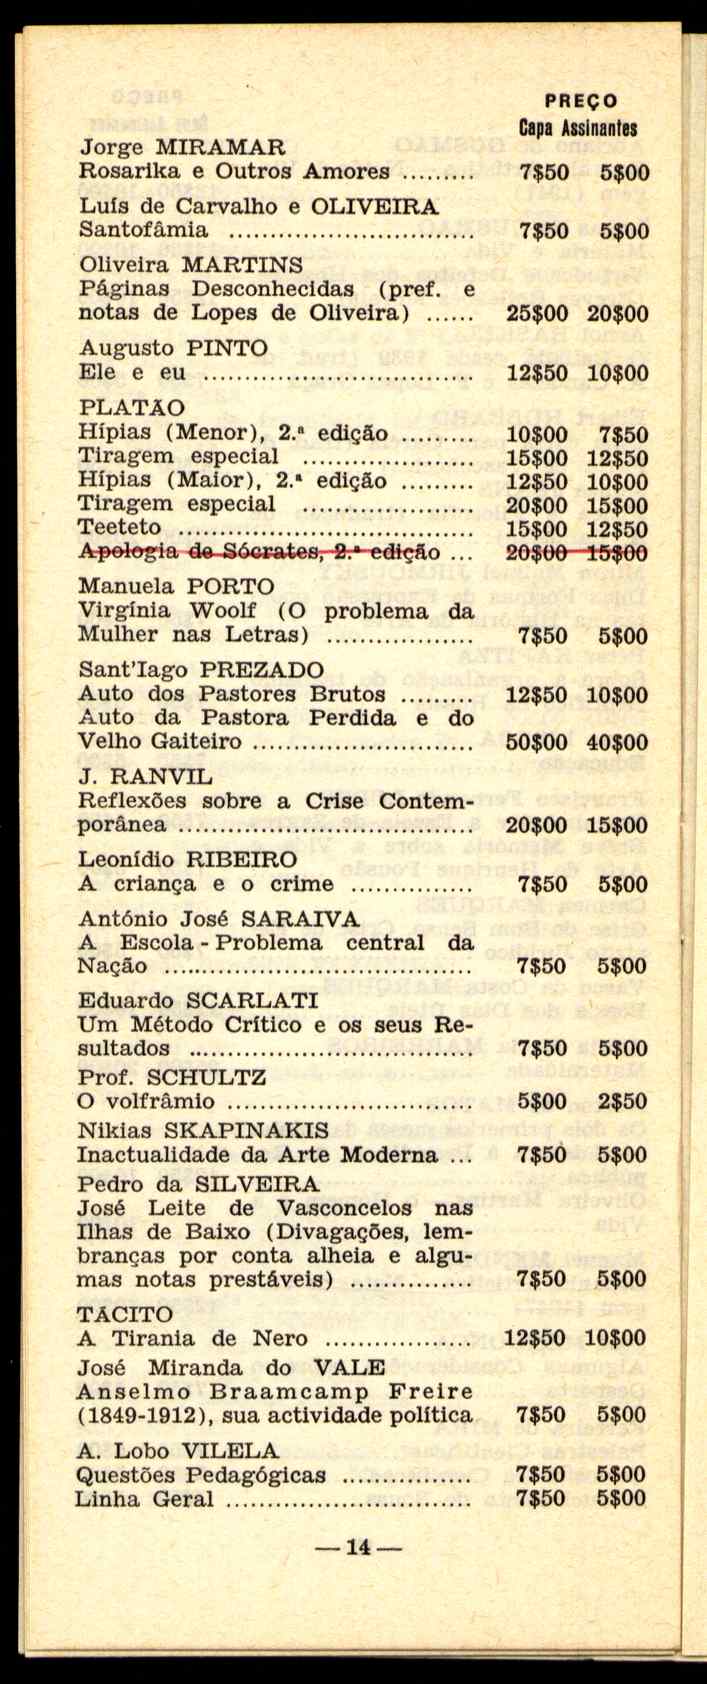 PREÇO
Capa Assinantes
Jorge MIRAMAR
Rosarika e Outros Amores ......... 7$50 5$00
Luís de Carvalho e OLIVEIRA
Santofâmia .............................. 7$50 5$00
Oliveira MARTINS
Páginas Desconhecidas (pref. e
notas de Lopes de Oliveira) ...... 25$00 20$00
Augusto PINTO
Ele e eu ................................. 12$50 10$00
PLATÃO
Hípias (Menor), 2.ª edição ......... 10$00 7$50
Tiragem especial ..................... 15$00 12$50
Hípias (Maior), 2.ª edição ......... 12$50 10$00
Tiragem especial ..................... 20$00 15$00
Teeteto .................................... 15$00 12$50
Apologia de Sócrates, 2.ª edição ... 20$00 15$00
Manuela PORTO
Virgínia Woolf (O problema da
Mulher nas Letras) .................. 7$50 5$00
Sant'Iago PREZADO
Auto dos Pastores Brutos ......... 12$50 10$00
Auto da Pastora Perdida e do
Velho Gaiteiro ........................... 50$00 40$00
J. RANVIL
Reflexões sobre a Crise Contem-
porânea .................................... 20$00 15$00
Leonídio RIBEIRO
A criança e o crime ............... 7$50 5$00
António José SARAIVA
A Escola - Problema central da
Nação ...................................... 7$50 5$00
Eduardo SCARLATI
Um Método Crítico e os seus Re-
sultados ................................... 7$50 5$00
Prof. SCHULTZ
O volfrâmio .............................. 5$00 2$50
Nikias SKAPINAKIS
Inactualidade da Arte Moderna ... 7$50 5$00
Pedro da SILVEIRA
José Leite de Vasconcelos nas
Ilhas de Baixo (Divagações, lem-
branças por conta alheia e algu-
mas notas prestáveis) ............... 7$50 5$00
TÁCITO
A Tirania de Nero .................. 12$50 10$00
José Miranda do VALE
Anselmo Braamcamp Freire
(1849-1912), sua actividade política 7$50 5$00
A. Lobo VILELA
Questões Pedagógicas ................ 7$50 5$00
Linha Geral .............................. 7$50 5$00
— 14 —